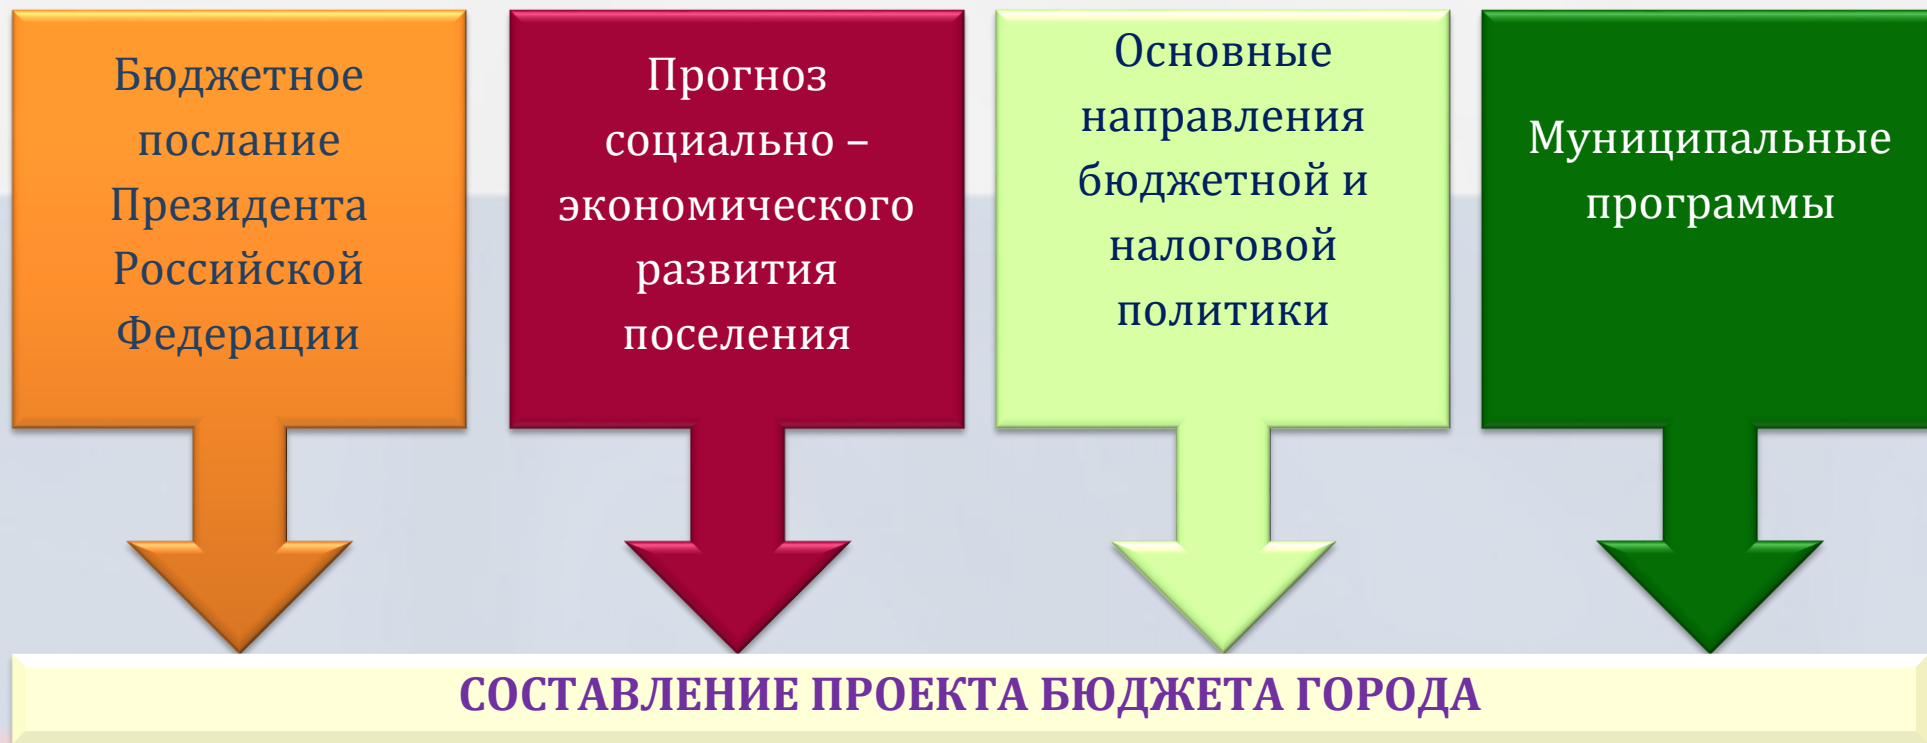 Бюджетное
послание
Президента
Российской
Федерации
Прогноз
социально –
экономического
развития
поселения
Основные
направления
бюджетной и
налоговой
политики
Муниципальные
программы
СОСТАВЛЕНИЕ ПРОЕКТА БЮДЖЕТА ГОРОДА